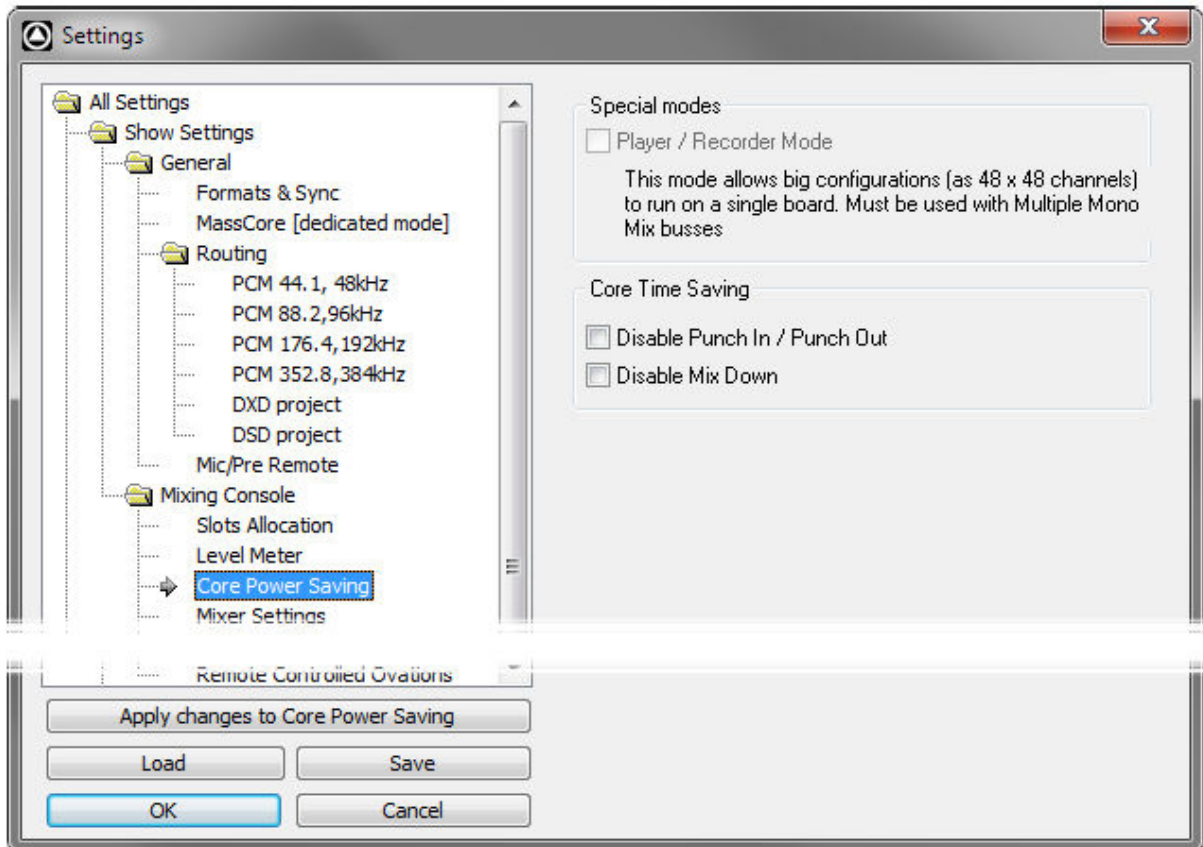 Settings
All Settings
Show Settings
General
Formats & Sync
MassCore [dedicated mode]
Routing
PCM 44.1, 48kHz
PCM 88.2,96kHz
PCM 176.4,192kHz
PCM 352.8,384kHz
DXD project
DSD project
Mic/Pre Remote
Mixing Console
Slots Allocation
Level Meter
Core Power Saving
Mixer Settings
Remote Controlled Ovations
Apply changes to Core Power Saving
Load
Save
OK
Cancel
Special modes
Player / Recorder Mode
This mode allows big configurations (as 48 x 48 channels)
to run on a single board. Must be used with Multiple Mono
Mix busses
Core Time Saving
Disable Punch In / Punch Out
Disable Mix Down